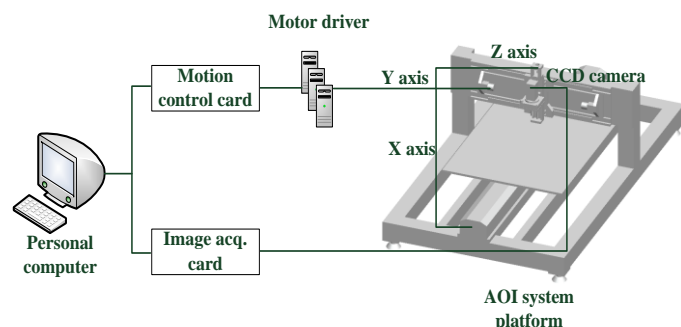 Motor driver
Z axis
Motion
control card
Y axis
CCD camera
X axis
Personal
computer
Image acq.
card
AOI system
platform